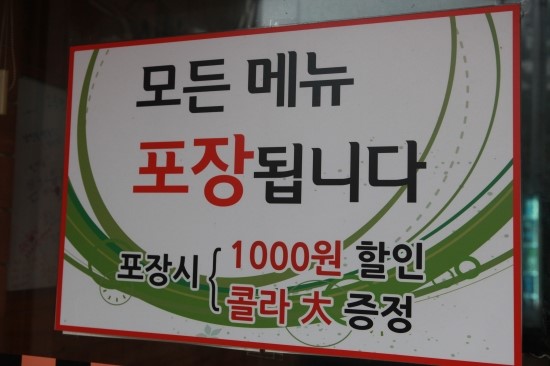 모든 메뉴
포장됩니다
포장시 { 1000원 할인
콜라 大 증정